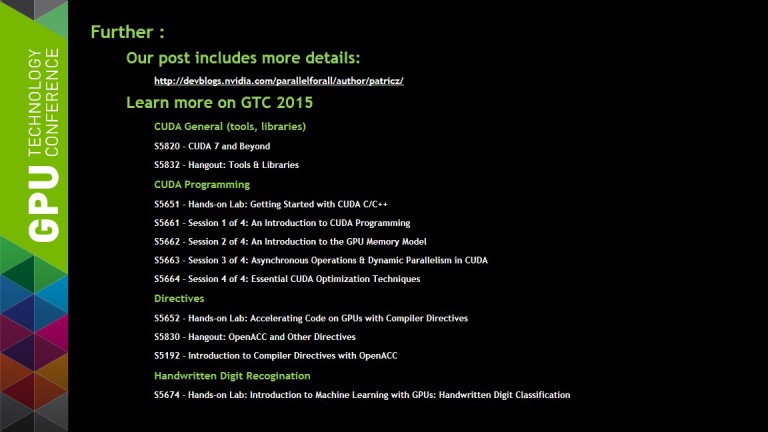 GPU TECHNOLOGY
CONFERENCE
Further :
Our post includes more details:
http://devblogs.nvidia.com/parallelforall/author/patricz/
Learn more on GTC 2015
CUDA General (tools, libraries)
S5820 - CUDA 7 and Beyond
S5832 - Hangout: Tools & Libraries
CUDA Programming
S5651 - Hands-on Lab: Getting Started with CUDA C/C++
S5661 - Session 1 of 4: An Introduction to CUDA Programming
S5662 - Session 2 of 4: An Introduction to the GPU Memory Model
S5663 - Session 3 of 4: Asynchronous Operations & Dynamic Parallelism in CUDA
S5664 - Session 4 of 4: Essential CUDA Optimization Techniques
Directives
S5652 - Hands-on Lab: Accelerating Code on GPUs with Compiler Directives
S5830 - Hangout: OpenACC and Other Directives
S5192 - Introduction to Compiler Directives with OpenACC
Handwritten Digit Recogination
S5674 - Hands-on Lab: Introduction to Machine Learning with GPUs: Handwritten Digit Classification